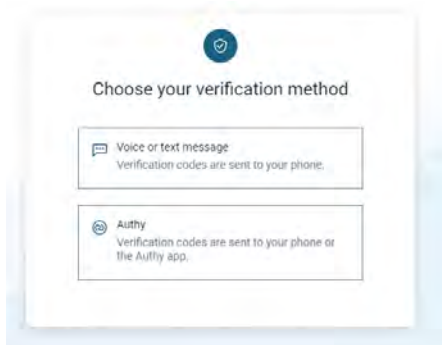 Choose your verification method
Voice or text message
Verification codes are sent to your phone.
Authy
Verification codes are sent to your phone or
the Authy app.